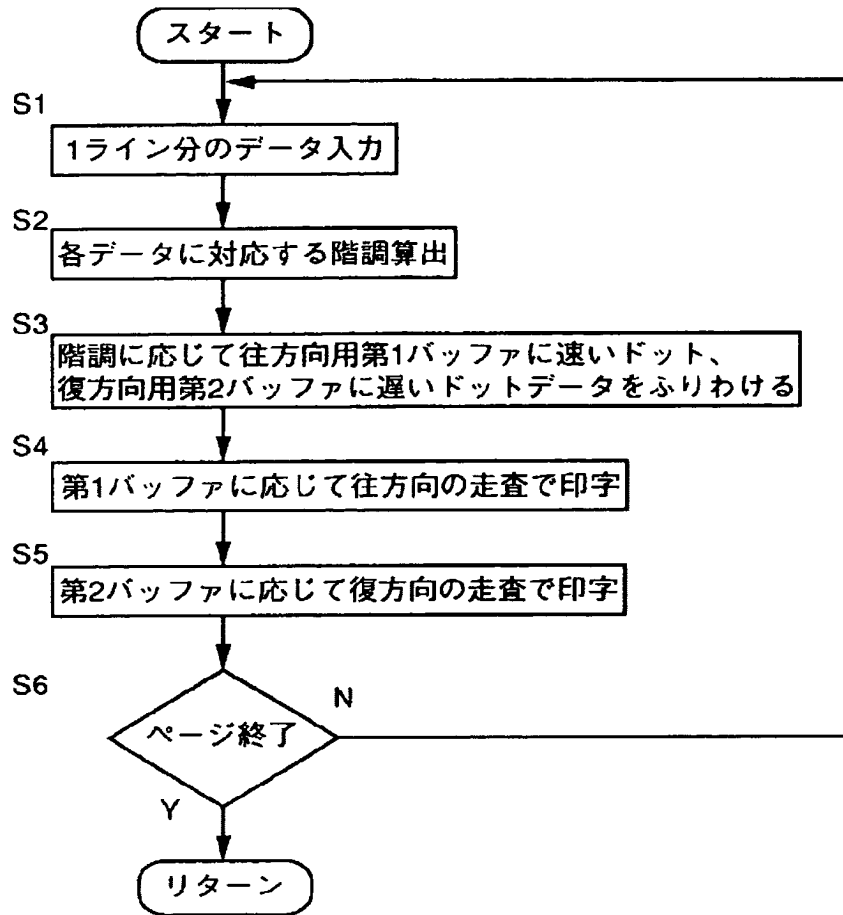 スタート
S1
1ライン分のデータ入力
S2
各データに対応する階調算出
S3
階調に応じて往方向用第1バッファに速いドット、
復方向用第2バッファに遅いドットデータをふりわける
S4
第1バッファに応じて往方向の走査で印字
S5
第2バッファに応じて復方向の走査で印字
S6
N
ページ終了
Y
リターン